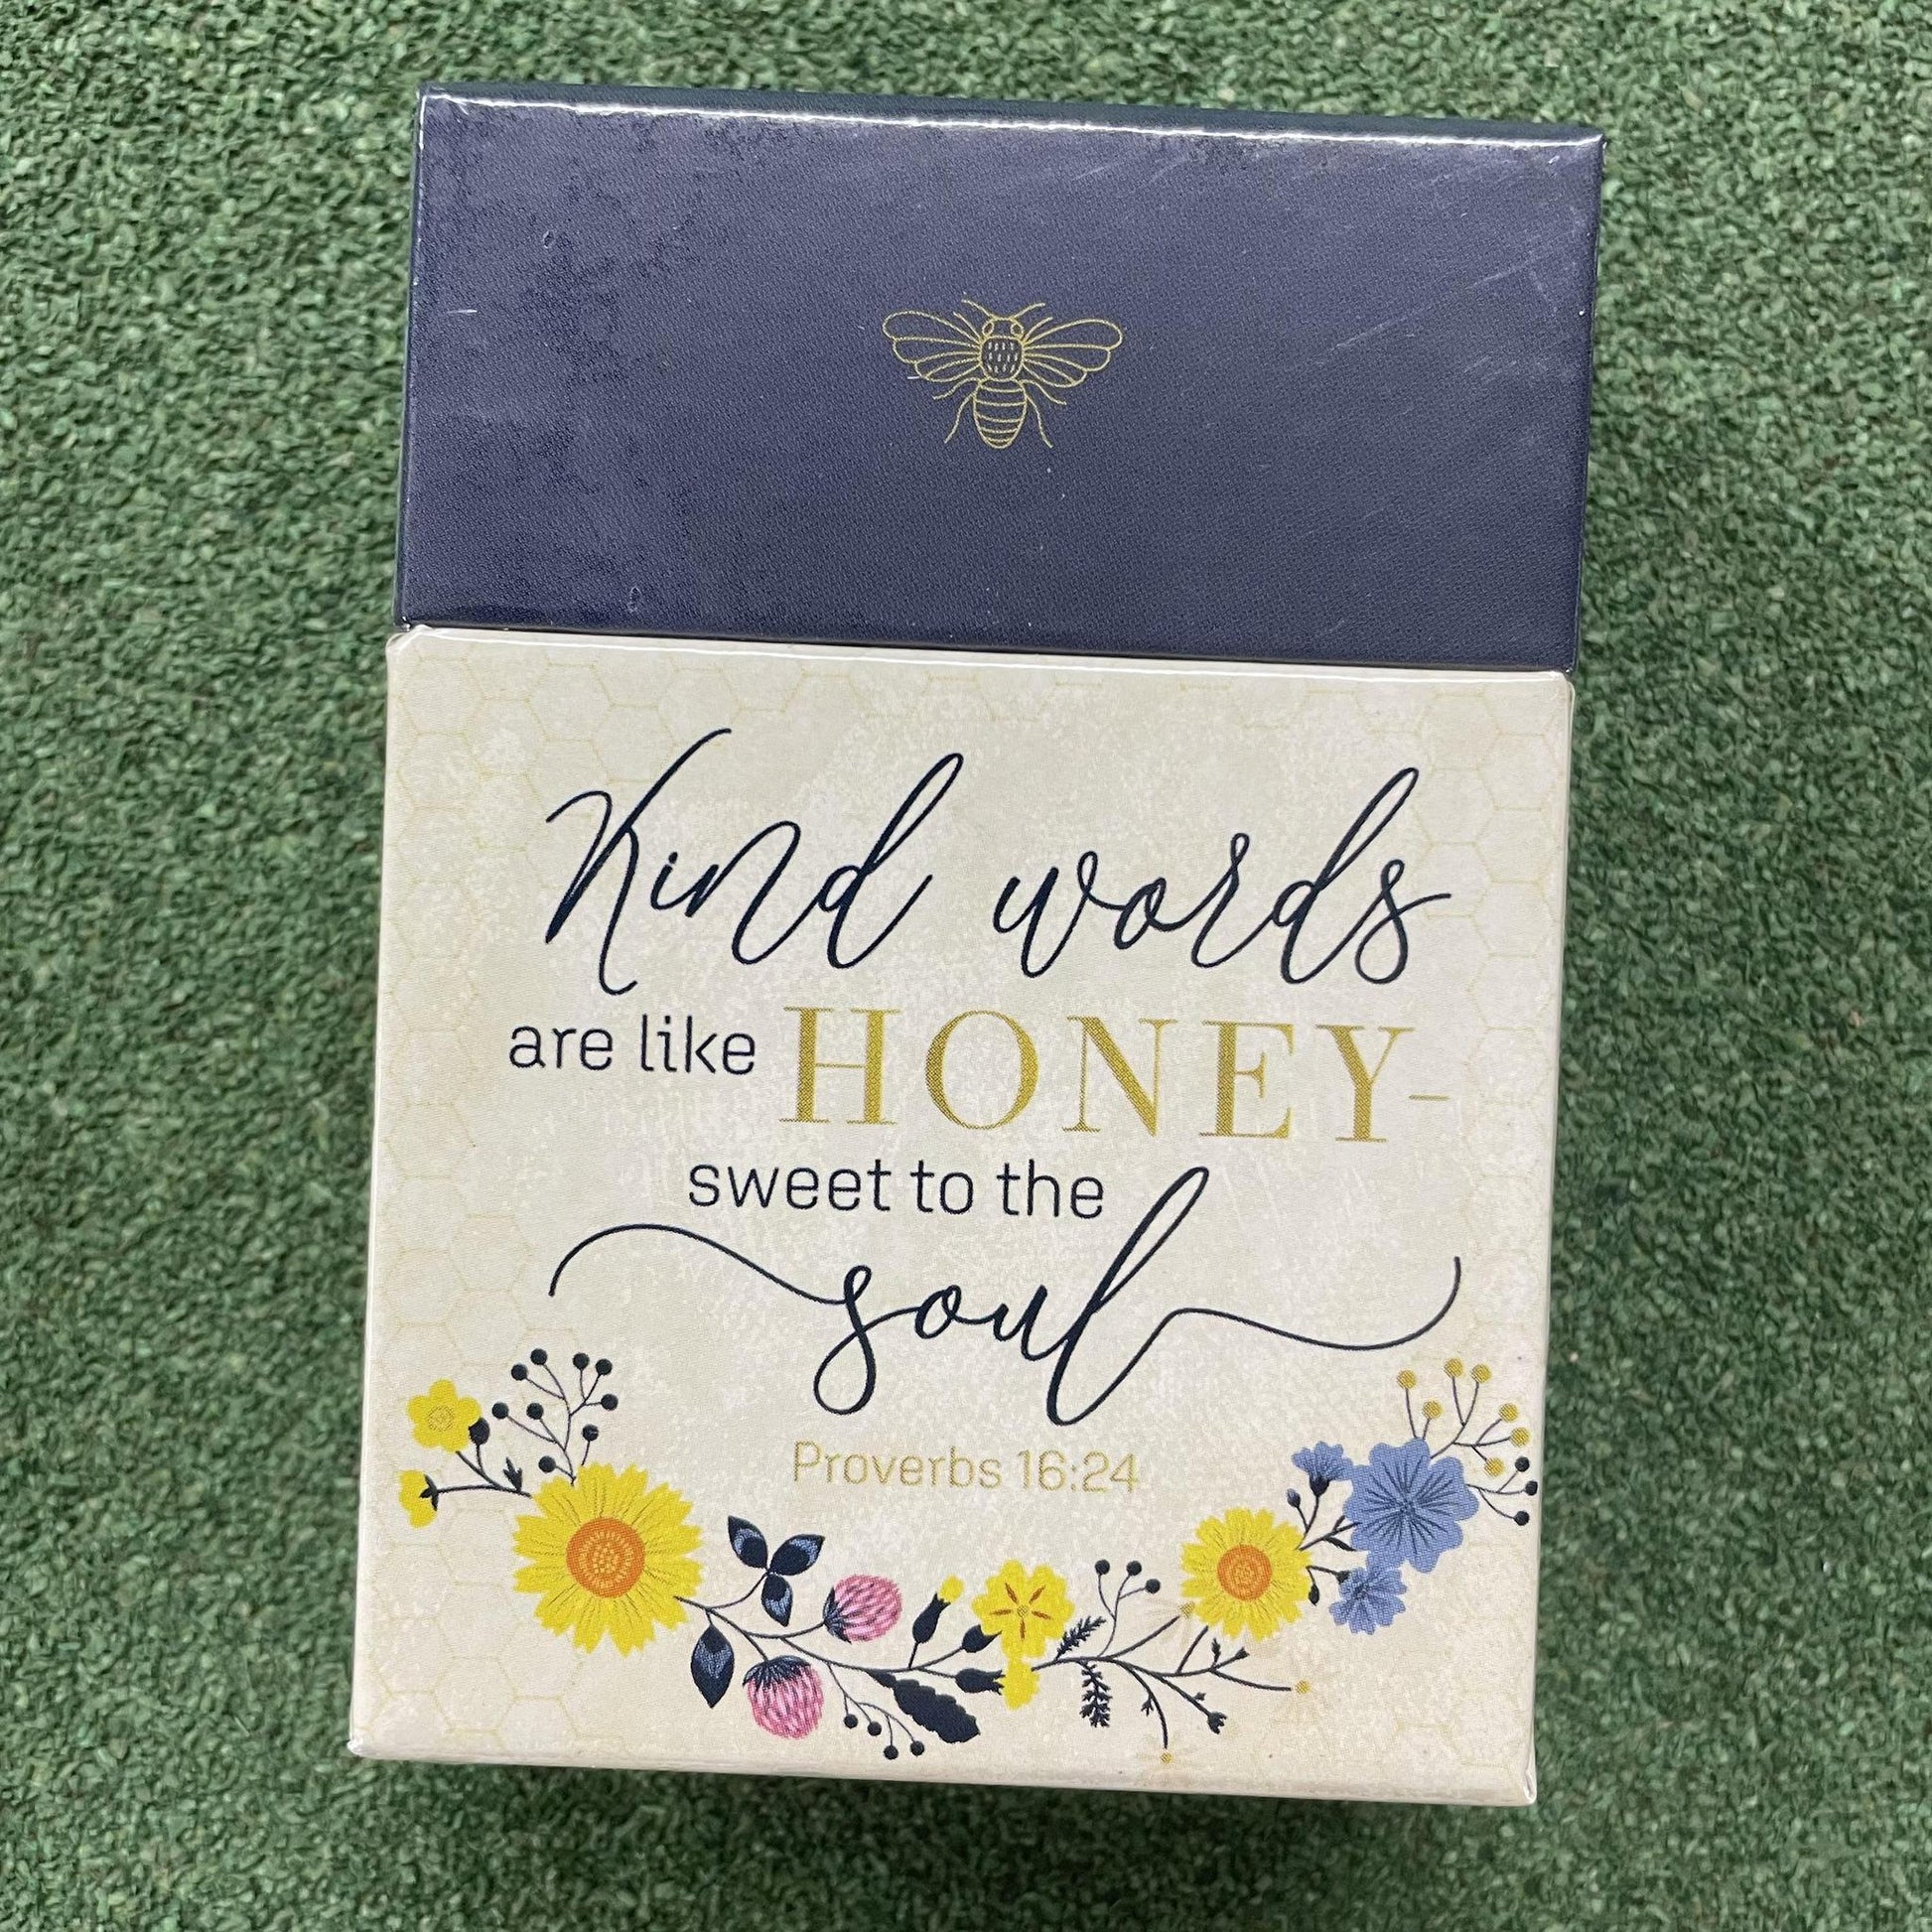 Kind words
are like HONEY-
sweet to the
soul
Proverbs 16:24